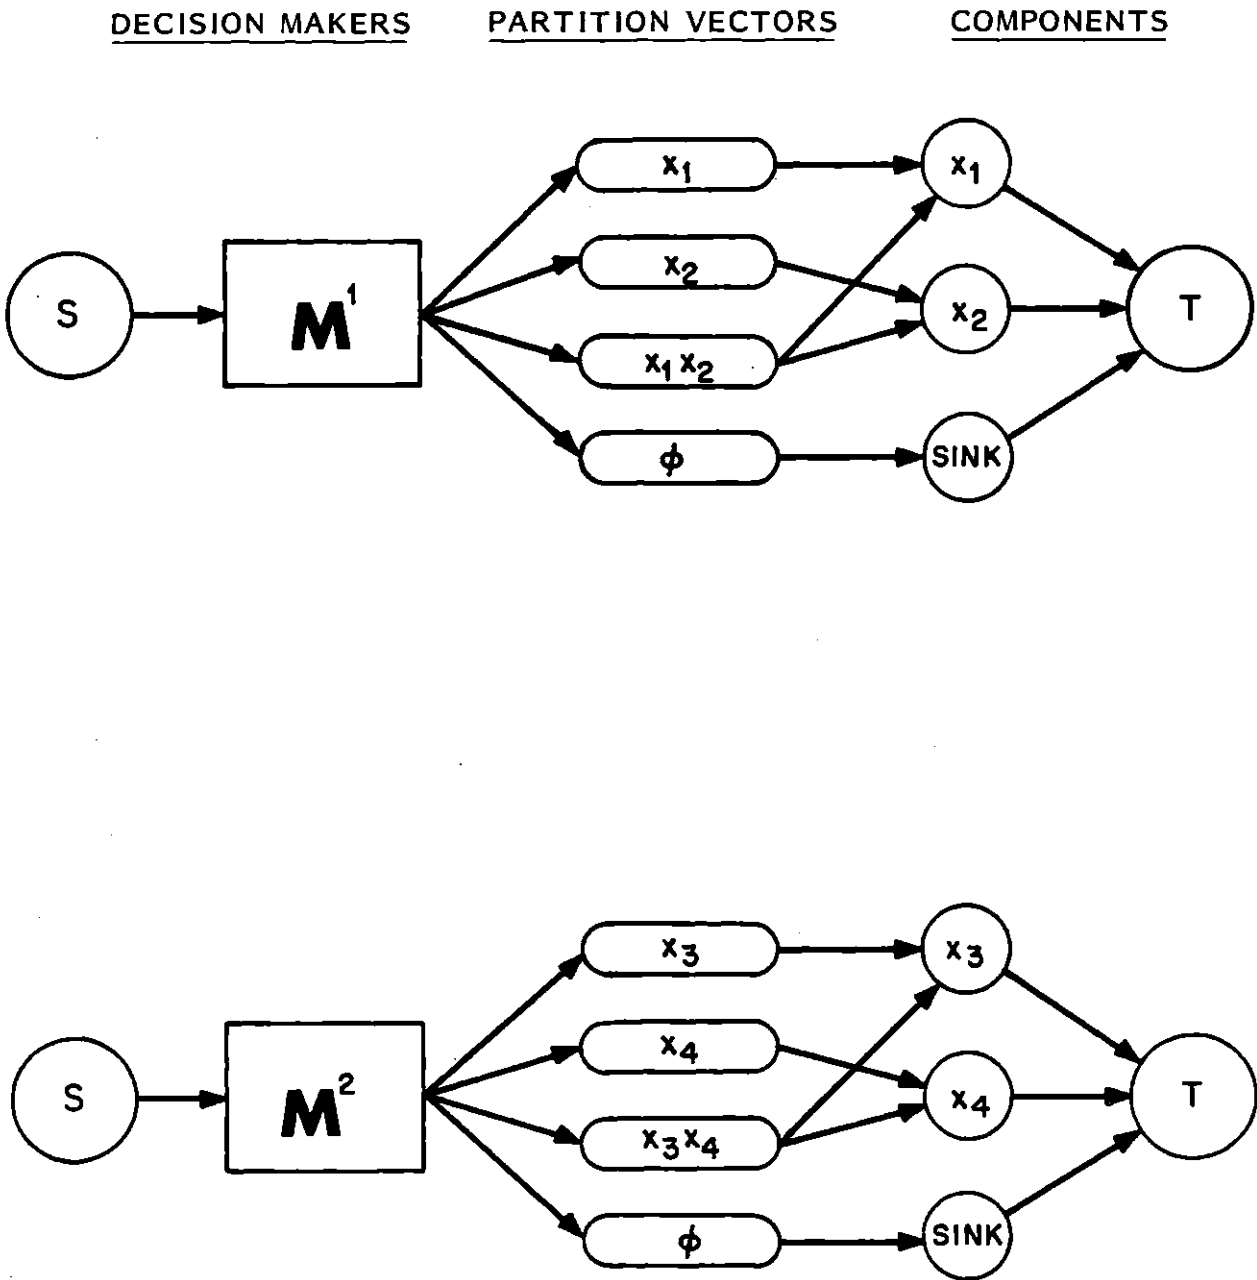 DECISION MAKERS PARTITION VECTORS COMPONENTS
x₁ x₁
x₂
S M¹ x₂ T
x₁x₂
ϕ SINK
x₃ x₃
x₄
S M² x₄ T
x₃x₄
ϕ SINK